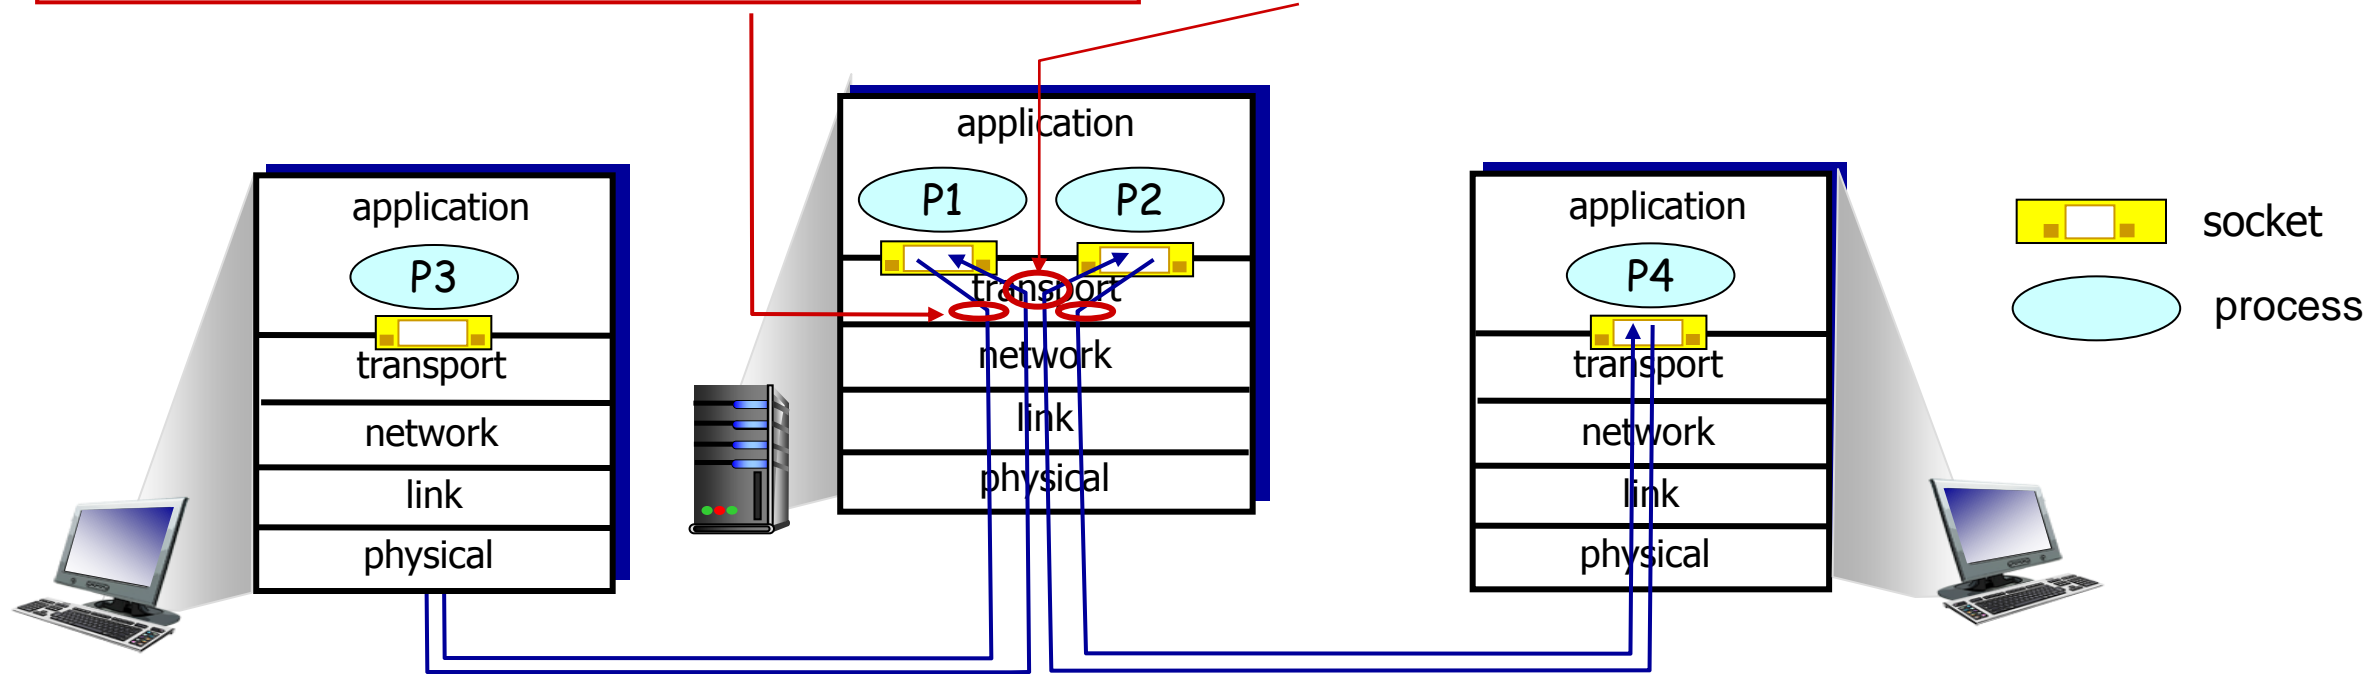 application
P3
transport
network
link
physical
application
P1
P2
transport
network
link
physical
application
P4
transport
network
link
physical
socket
process